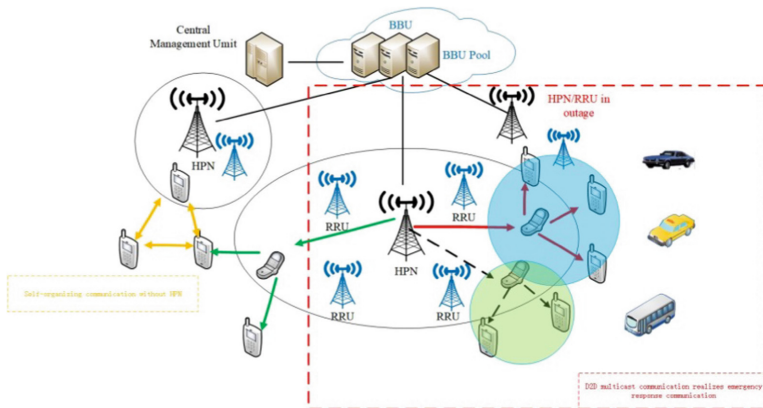 Central
Management Unit
BBU
BBU Pool
HPN/RRU in
outage
HPN
RRU
RRU
HPN
RRU
RRU
Self-organizing communication without HPN
D2D multicast communication realizes emergency
response communication